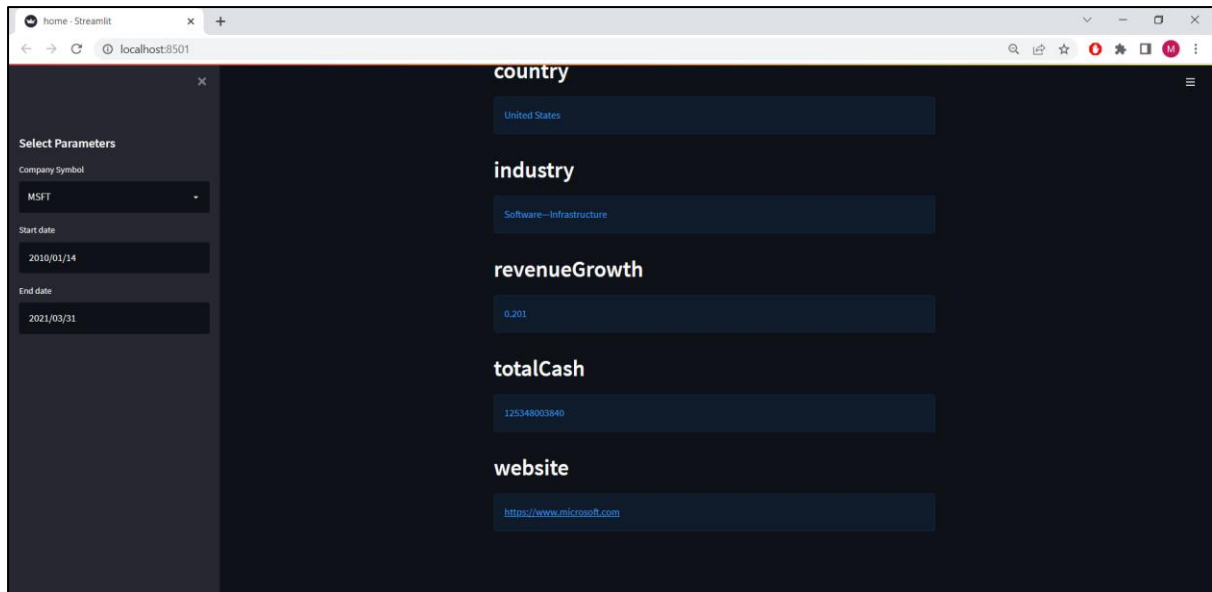 home · Streamlit
localhost:8501
M
Select Parameters
Company Symbol
MSFT
Start date
2010/01/14
End date
2021/03/31
country
United States
industry
Software—Infrastructure
revenueGrowth
0.201
totalCash
125348003840
website
https://www.microsoft.com